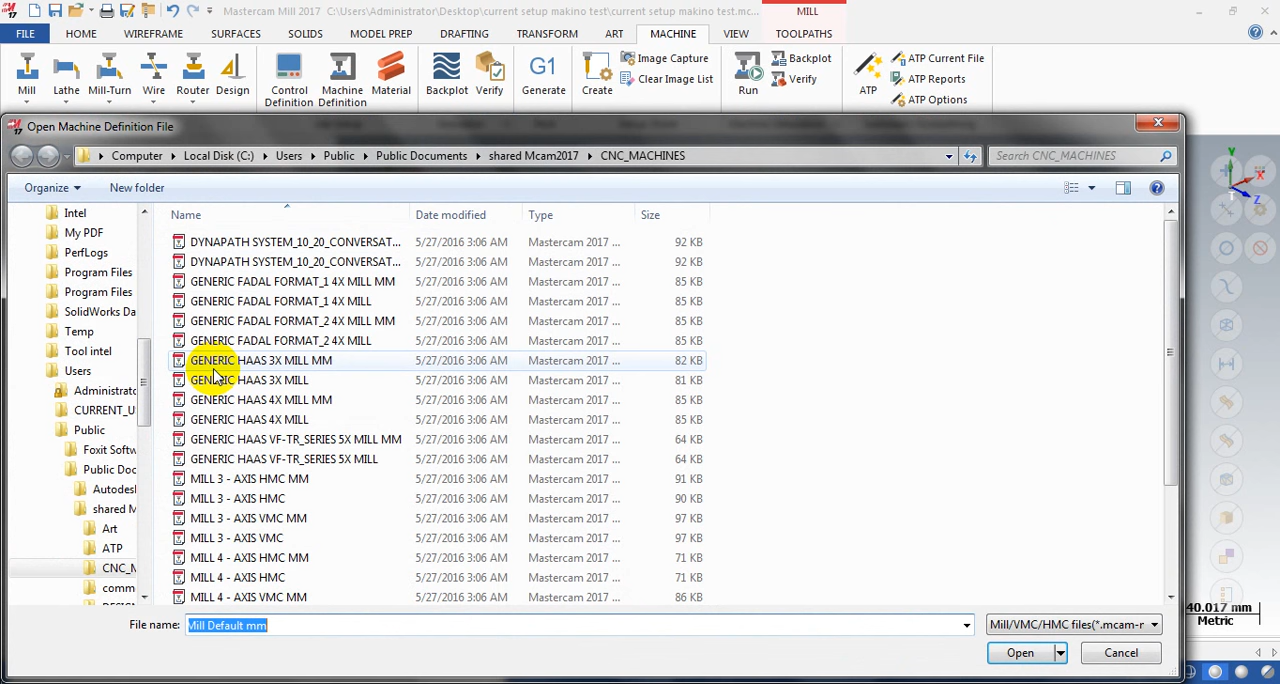 Mastercam Mill 2017 C:\Users\Administrator\Desktop\current setup makino test\current setup makino test.mc...
MILL
FILE HOME WIREFRAME SURFACES SOLIDS MODEL PREP DRAFTING TRANSFORM ART MACHINE VIEW TOOLPATHS
Mill Lathe Mill-Turn Wire Router Design
Control Definition
Machine Definition
Material
Backplot Verify
G1
Generate
Create
Image Capture
Clear Image List
Run
Backplot
Verify
ATP
ATP Current File
ATP Reports
ATP Options
Open Machine Definition File
Computer Local Disk (C:) Users Public Public Documents shared Mcam2017 CNC_MACHINES
Search CNC_MACHINES
Organize New folder
Intel
My PDF
PerfLogs
Program Files
Program Files
SolidWorks Da
Temp
Tool intel
Users
Administrato
CURRENT_U
Public
Foxit Softw
Public Doc
Autodes
shared M
Art
ATP
CNC_M
comm
Name Date modified Type Size
DYNAPATH SYSTEM_10_20_CONVERSAT... 5/27/2016 3:06 AM Mastercam 2017 ... 92 KB
DYNAPATH SYSTEM_10_20_CONVERSAT... 5/27/2016 3:06 AM Mastercam 2017 ... 92 KB
GENERIC FADAL FORMAT_1 4X MILL MM 5/27/2016 3:06 AM Mastercam 2017 ... 85 KB
GENERIC FADAL FORMAT_1 4X MILL 5/27/2016 3:06 AM Mastercam 2017 ... 85 KB
GENERIC FADAL FORMAT_2 4X MILL MM 5/27/2016 3:06 AM Mastercam 2017 ... 85 KB
GENERIC FADAL FORMAT_2 4X MILL 5/27/2016 3:06 AM Mastercam 2017 ... 85 KB
GENERIC HAAS 3X MILL MM 5/27/2016 3:06 AM Mastercam 2017 ... 82 KB
GENERIC HAAS 3X MILL 5/27/2016 3:06 AM Mastercam 2017 ... 81 KB
GENERIC HAAS 4X MILL MM 5/27/2016 3:06 AM Mastercam 2017 ... 85 KB
GENERIC HAAS 4X MILL 5/27/2016 3:06 AM Mastercam 2017 ... 85 KB
GENERIC HAAS VF-TR_SERIES 5X MILL MM 5/27/2016 3:06 AM Mastercam 2017 ... 64 KB
GENERIC HAAS VF-TR_SERIES 5X MILL 5/27/2016 3:06 AM Mastercam 2017 ... 64 KB
MILL 3 - AXIS HMC MM 5/27/2016 3:06 AM Mastercam 2017 ... 91 KB
MILL 3 - AXIS HMC 5/27/2016 3:06 AM Mastercam 2017 ... 90 KB
MILL 3 - AXIS VMC MM 5/27/2016 3:06 AM Mastercam 2017 ... 97 KB
MILL 3 - AXIS VMC 5/27/2016 3:06 AM Mastercam 2017 ... 97 KB
MILL 4 - AXIS HMC MM 5/27/2016 3:06 AM Mastercam 2017 ... 71 KB
MILL 4 - AXIS HMC 5/27/2016 3:06 AM Mastercam 2017 ... 71 KB
MILL 4 - AXIS VMC MM 5/27/2016 3:06 AM Mastercam 2017 ... 86 KB
File name: Mill Default mm
Mill/VMC/HMC files(*.mcam-r
Open Cancel
Y
X
Z
40.017 mm
Metric